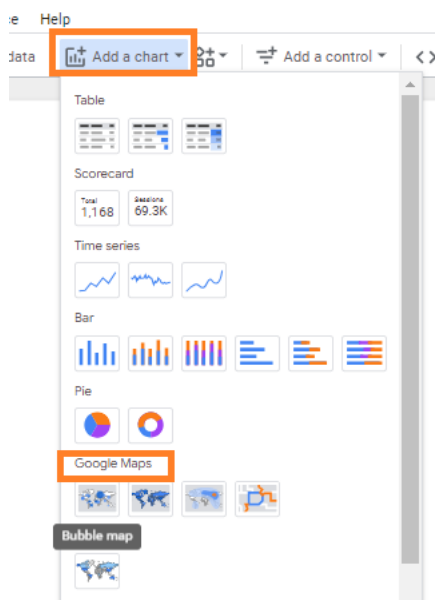 ce Help
data Add a chart Add a control
Table
Scorecard
Total Sessions
1,168 69.3K
Time series
Bar
Pie
Google Maps
Bubble map